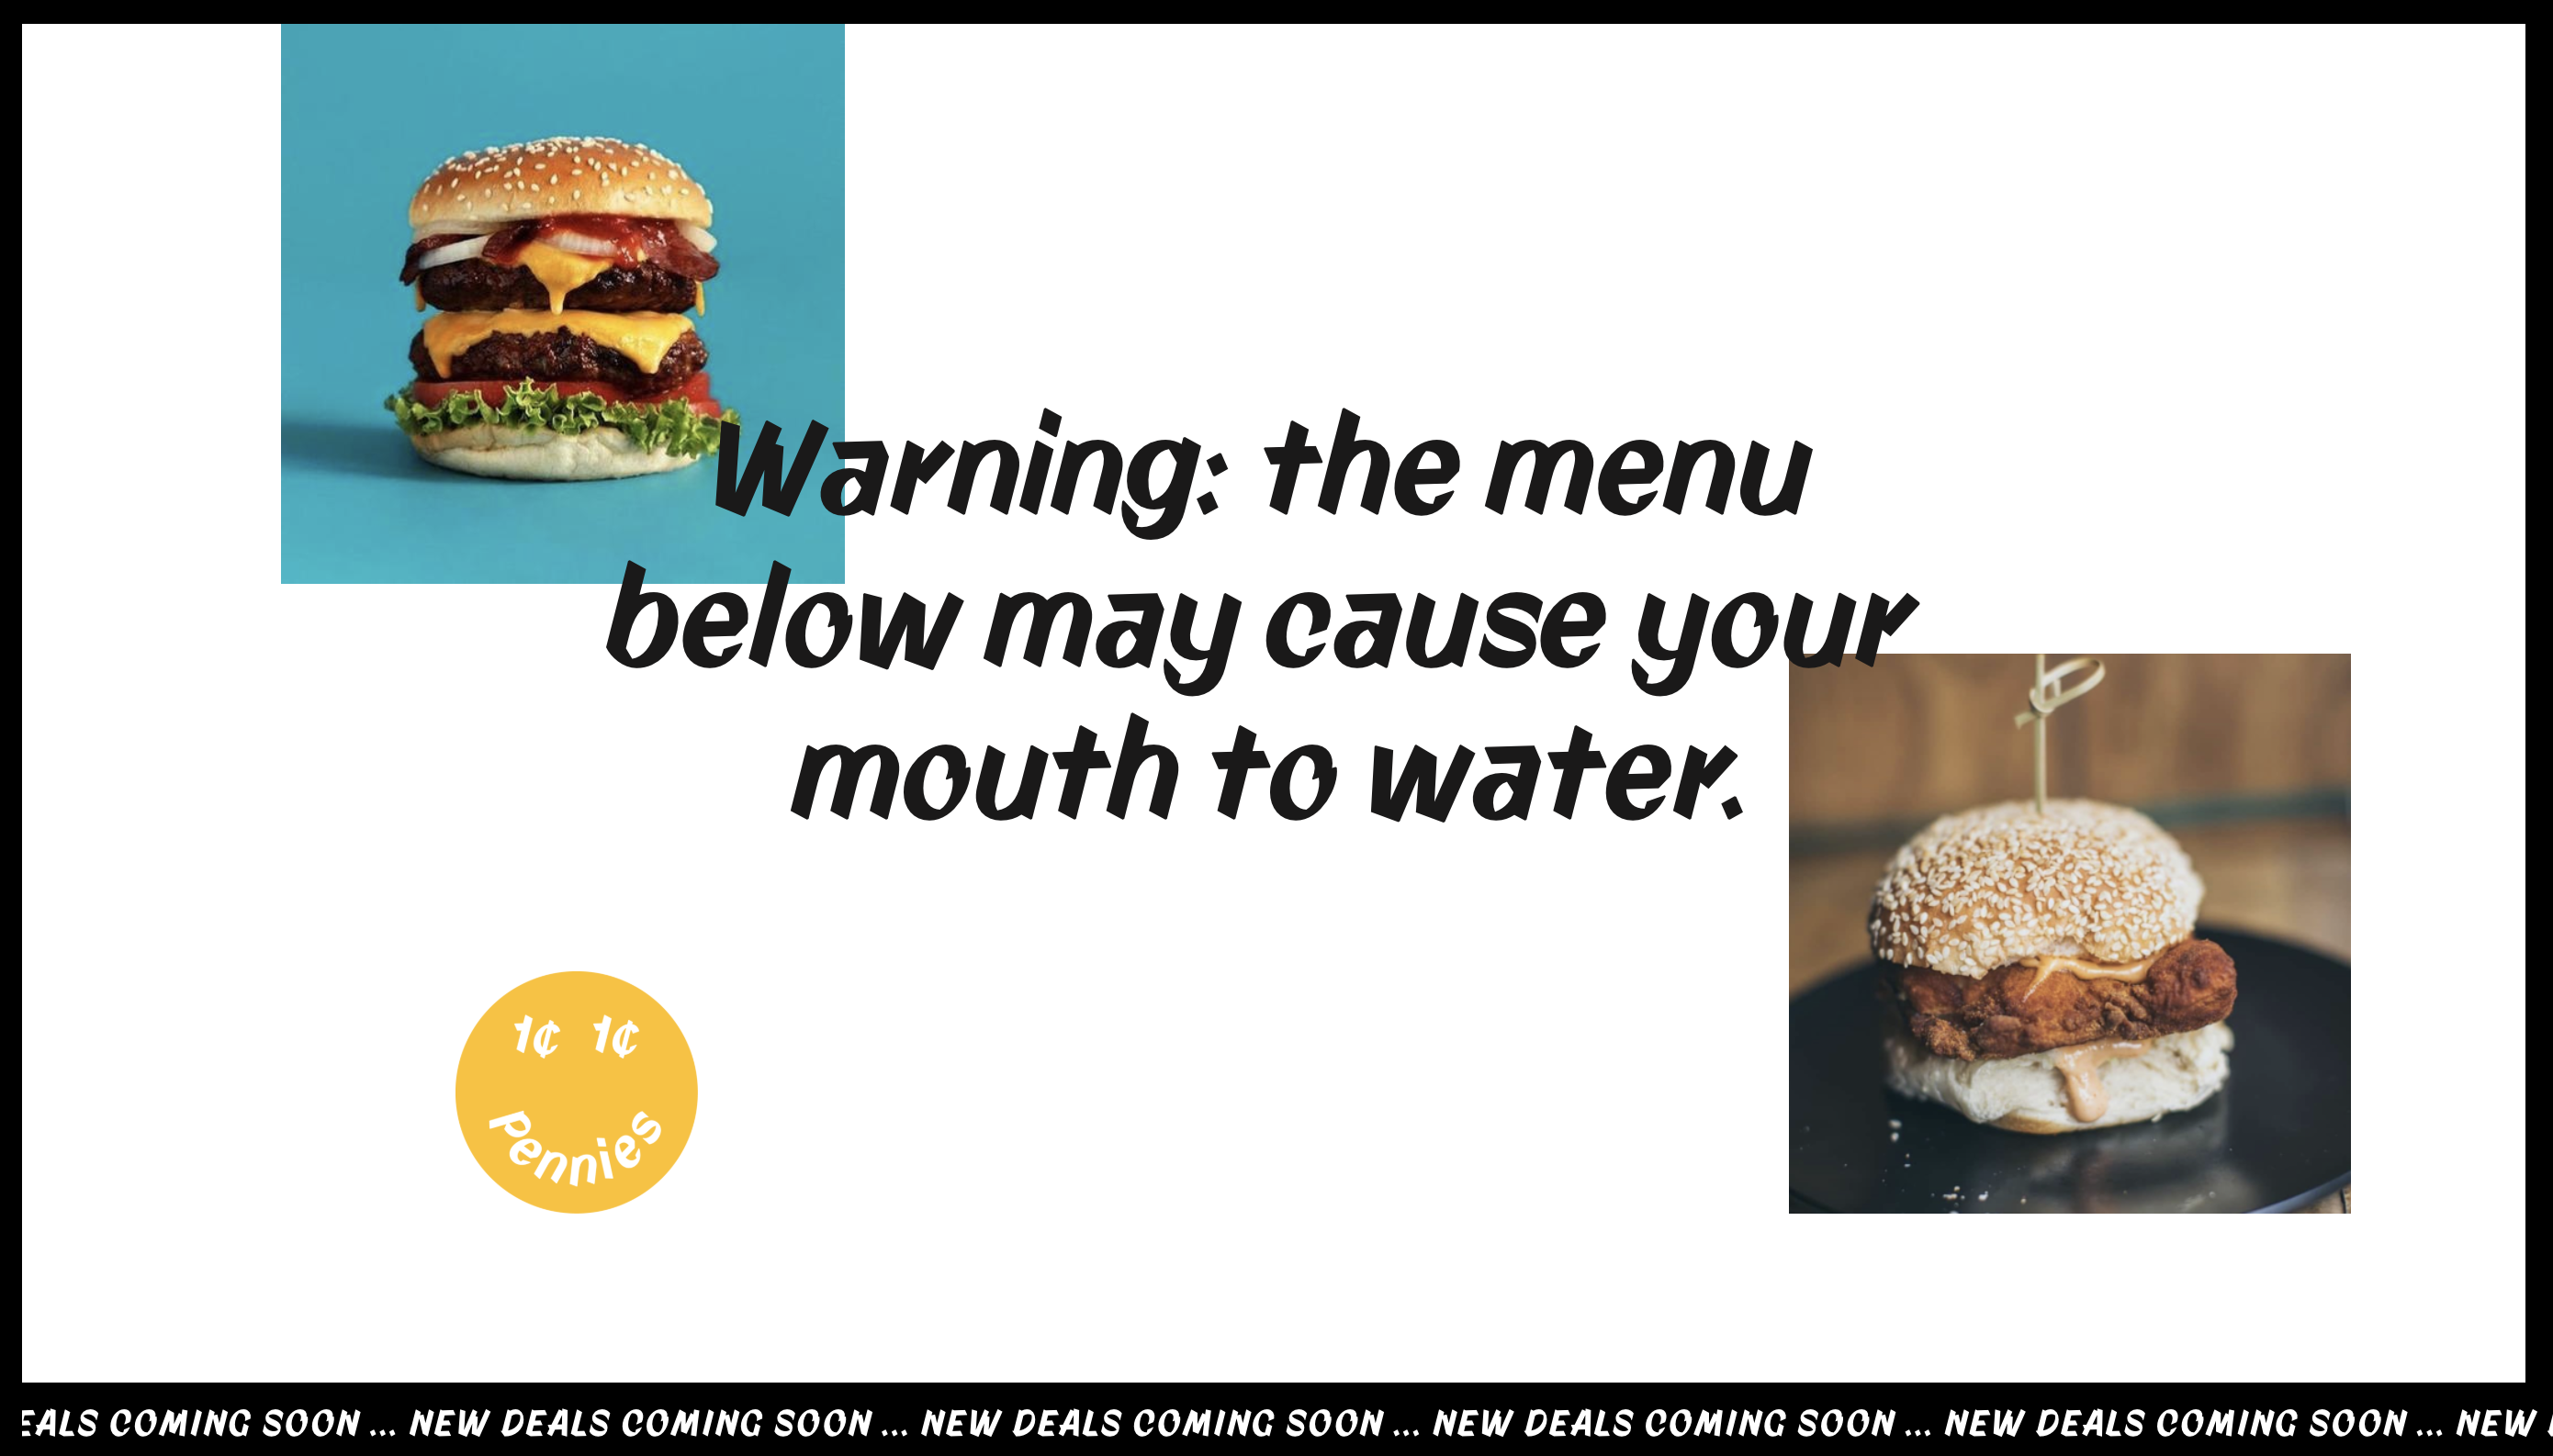 Warning: the menu
below may cause your
mouth to water.
1¢ 1¢
Pennies
EALS COMING SOON ... NEW DEALS COMING SOON ... NEW DEALS COMING SOON ... NEW DEALS COMING SOON ... NEW DEALS COMING SOON ... NEW